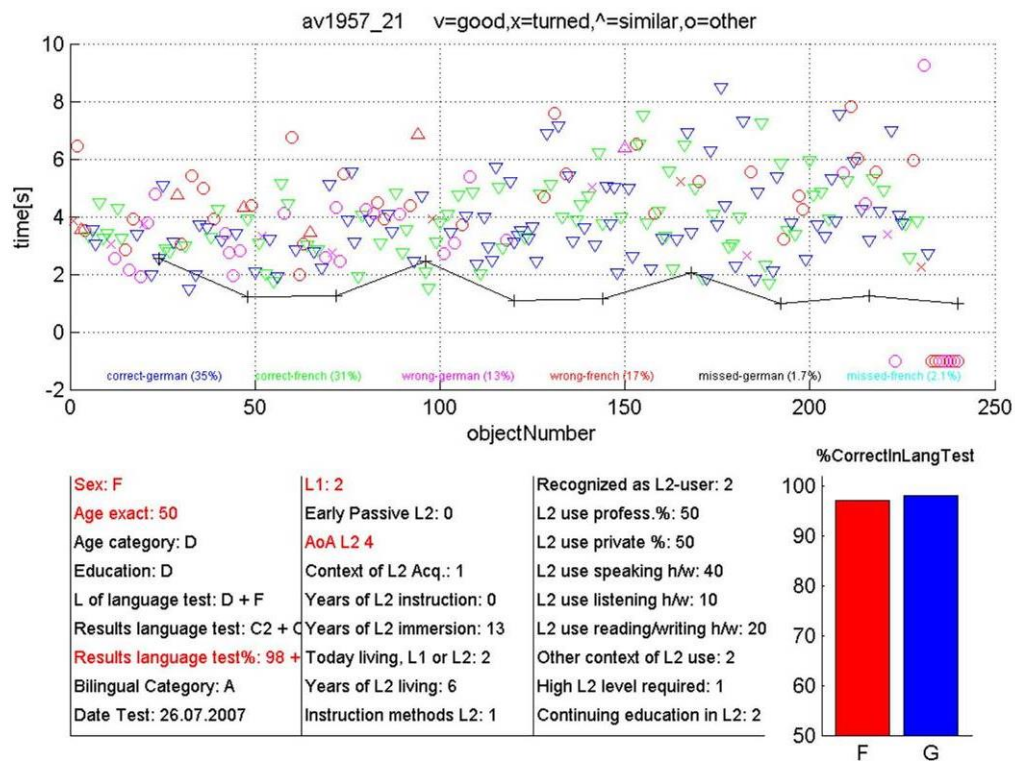 av1957_21 v=good,x=turned,^=similar,o=other
10
8
6
4
2
0
-2
time[s]
correct-german (35%) correct-french (31%) wrong-german (13%) wrong-french (17%) missed-german (1.7%) missed-french (2.1%)
0 50 100 150 200 250
objectNumber
Sex: F
Age exact: 50
Age category: D
Education: D
L of language test: D + F
Results language test: C2 + C
Results language test%: 98 +
Bilingual Category: A
Date Test: 26.07.2007
L1: 2
Early Passive L2: 0
AoA L2 4
Context of L2 Acq.: 1
Years of L2 instruction: 0
Years of L2 immersion: 13
Today living, L1 or L2: 2
Years of L2 living: 6
Instruction methods L2: 1
Recognized as L2-user: 2
L2 use profess.%: 50
L2 use private %: 50
L2 use speaking h/w: 40
L2 use listening h/w: 10
L2 use reading/writing h/w: 20
Other context of L2 use: 2
High L2 level required: 1
Continuing education in L2: 2
%CorrectInLangTest
100
90
80
70
60
50
F G